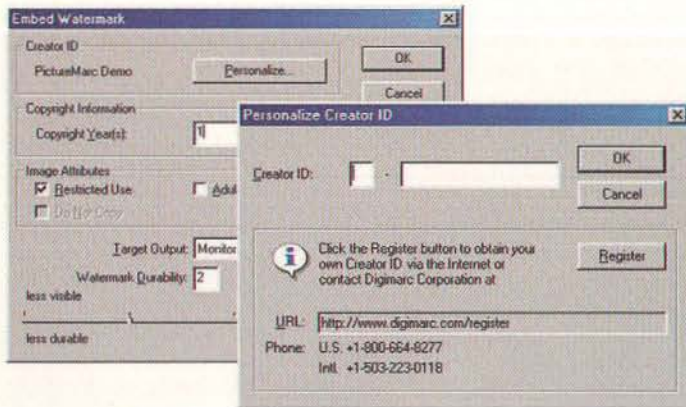 Embed Watermark
Creator ID
PictureMarc Demo
Personalize...
OK
Cancel
Copyright Information
Copyright Year(s):
1
Image Attributes
Restricted Use
Do Not Copy
Target Output:
Monitor
Watermark Durability:
2
less visible
less durable
Personalize Creator ID
Creator ID:
-
OK
Cancel
Click the Register button to obtain your
own Creator ID via the Internet or
contact Digimarc Corporation at
Register
URL:
http://www.digimarc.com/register
Phone:
U.S. +1-800-664-8277
Intl. +1-503-223-0118